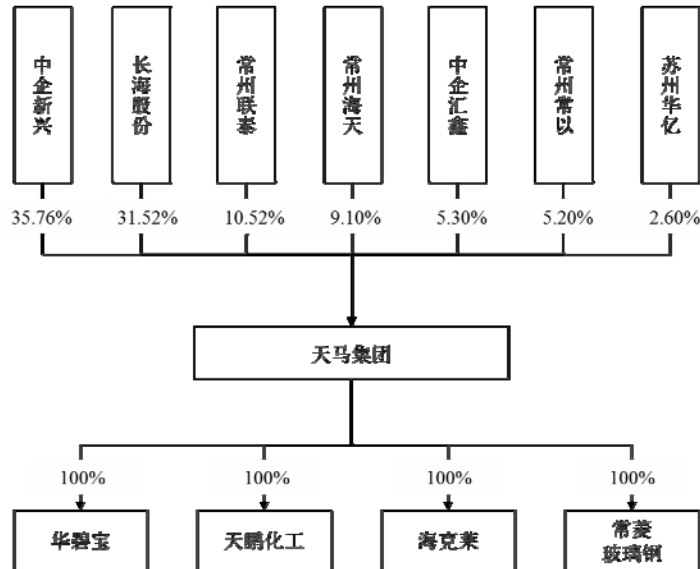 中企新兴
长海股份
常州联泰
常州海天
中企汇鑫
常州常以
苏州华亿
35.76%
31.52%
10.52%
9.10%
5.30%
5.20%
2.60%
天马集团
100%
100%
100%
100%
华碧宝
天鹏化工
海克莱
常菱
玻璃钢